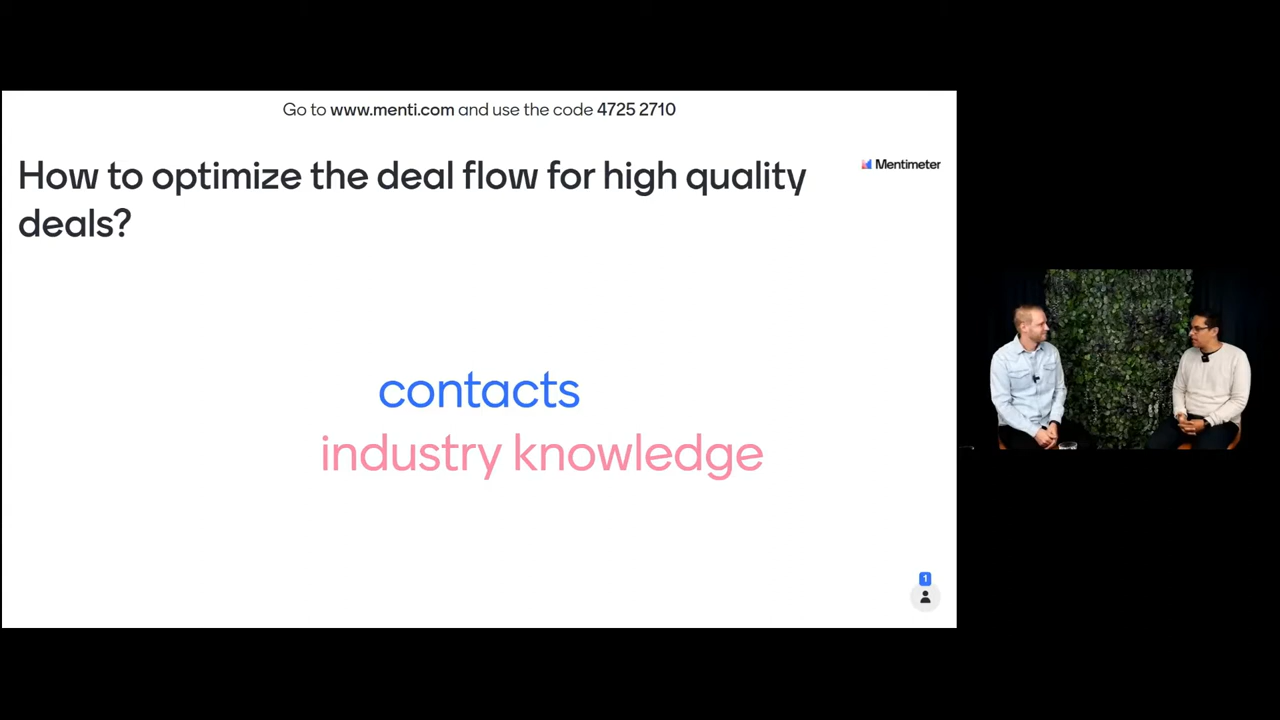 Go to www.menti.com and use the code 4725 2710
How to optimize the deal flow for high quality
deals?
Mentimeter
contacts
industry knowledge
1